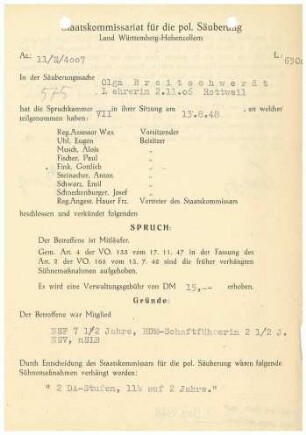 Staatskommissariat für die pol. Säuberung
Land Württemberg-Hohenzollern
Az.: 11/Z/4007
L.: 6309
In der Säuberungssache Olga Breitschwerdt
575 Lehrerin 2.11.06 Rottweil
hat die Spruchkammer VII in ihrer Sitzung am 13.8.48, an welcher
teilgenommen haben:
Reg.Assessor Wax Vorsitzender
Uhl, Eugen Beisitzer
Musch, Alois "
Fischer, Paul "
Fink, Gottlieb "
Steinacher, Anton "
Schwarz, Emil "
Schneckenburger, Josef "
Reg.Angest. Hauer Frz. Vertreter des Staatskommissars
beschlossen und verkündet folgenden
SPRUCH:
Der Betroffene ist Mitläufer.
Gem. Art. 4 der VO. 133 vom 17. 11. 47 in der Fassung des
Art. 2 der VO. 165 vom 13. 7. 48 sind die früher verhängten
Sühnemaßnahmen aufgehoben.
Es wird eine Verwaltungsgebühr von DM 15,-- erhoben.
Gründe:
Der Betroffene war Mitglied
NSF 7 1/2 Jahre, BDM-Schaftführerin 2 1/2 J.
NSV, NSLB
Durch Entscheidung des Staatskommissars für die pol. Säuberung waren folgende
Sühnemaßnahmen verhängt worden:
" 2 DA-Stufen, 11b auf 2 Jahre."